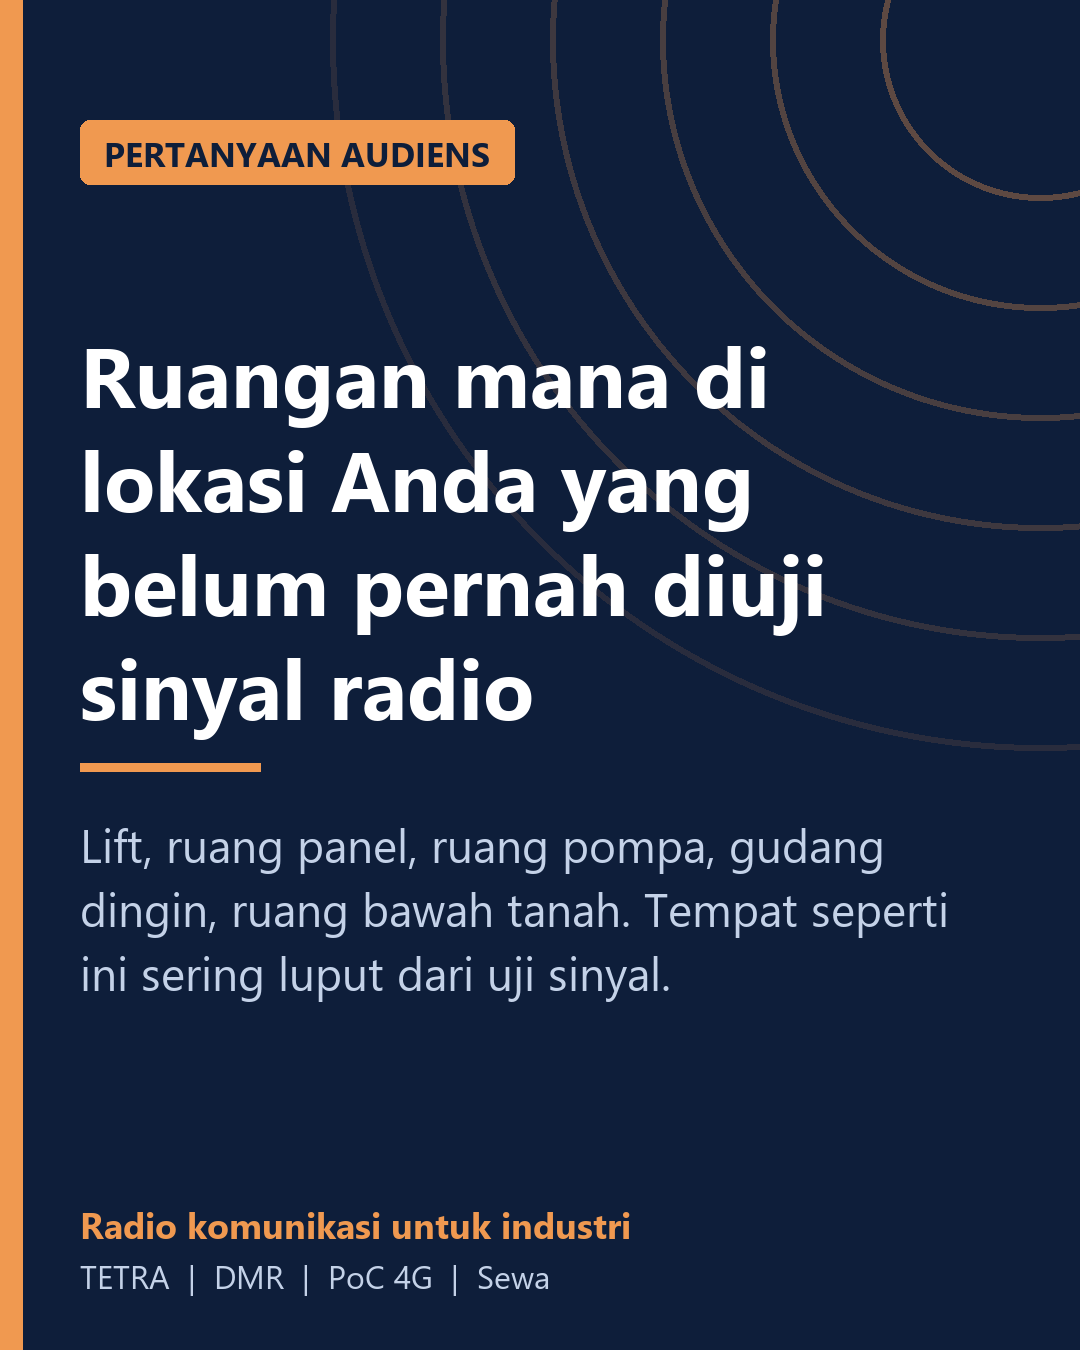 PERTANYAAN AUDIENS
Ruangan mana di
lokasi Anda yang
belum pernah diuji
sinyal radio
Lift, ruang panel, ruang pompa, gudang
dingin, ruang bawah tanah. Tempat seperti
ini sering luput dari uji sinyal.
Radio komunikasi untuk industri
TETRA | DMR | PoC 4G | Sewa